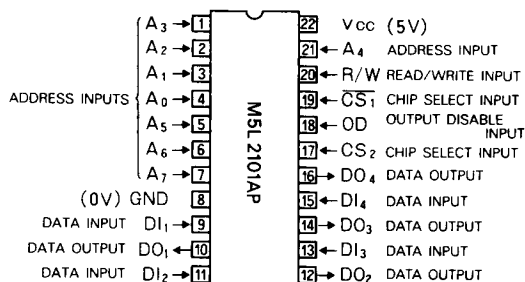 A₃ 1 22 Vcc (5V)
A₂ 2 21 A₄ ADDRESS INPUT
A₁ 3 20 R/W READ/WRITE INPUT
ADDRESS INPUTS A₀ 4 19 C̅S̅₁ CHIP SELECT INPUT
A₅ 5 18 OD OUTPUT DISABLE INPUT
A₆ 6 17 CS₂ CHIP SELECT INPUT
A₇ 7 16 DO₄ DATA OUTPUT
(0V) GND 8 15 DI₄ DATA INPUT
DATA INPUT DI₁ 9 14 DO₃ DATA OUTPUT
DATA OUTPUT DO₁ 10 13 DI₃ DATA INPUT
DATA INPUT DI₂ 11 12 DO₂ DATA OUTPUT
M5L 2101AP